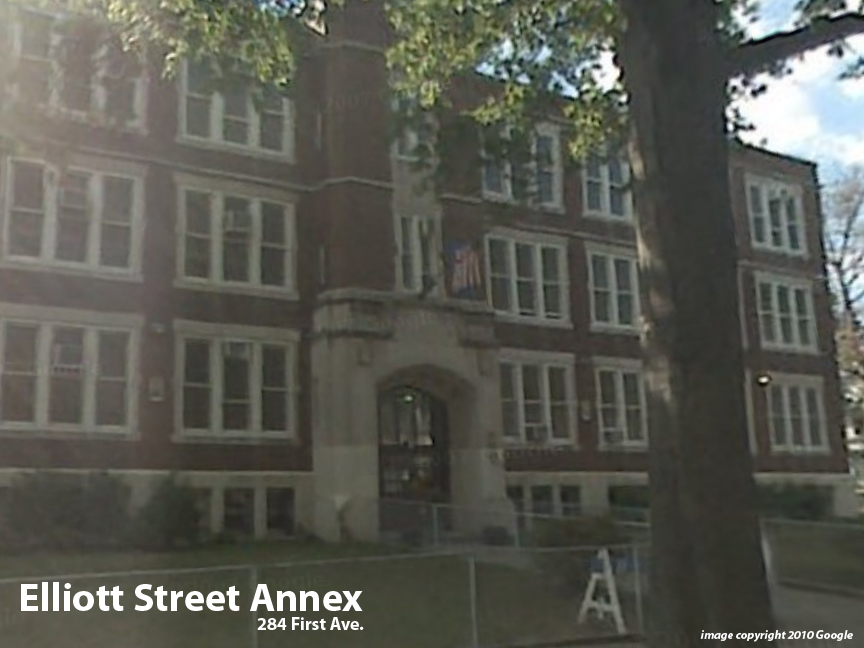 Elliott Street Annex
284 First Ave.
image copyright 2010 Google